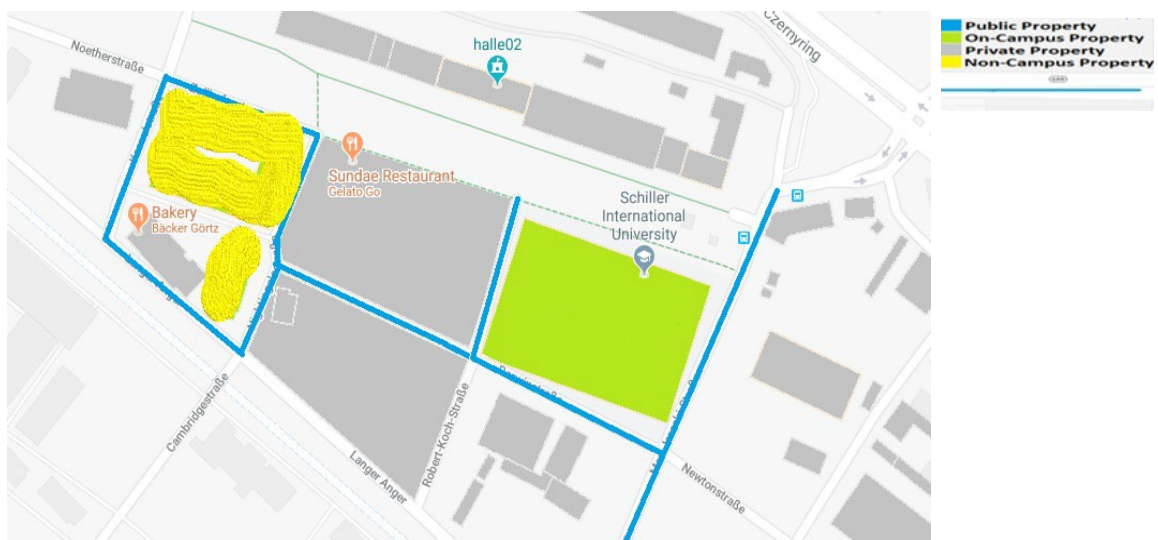 Noetherstraße
halle02
Czernyring
Sundae Restaurant
Gelato Go
Bakery
Bäcker Görtz
Schiller
International
University
Cambridgestraße
Langer Anger
Robert-Koch-Straße
Newtonstraße
Public Property
On-Campus Property
Private Property
Non-Campus Property